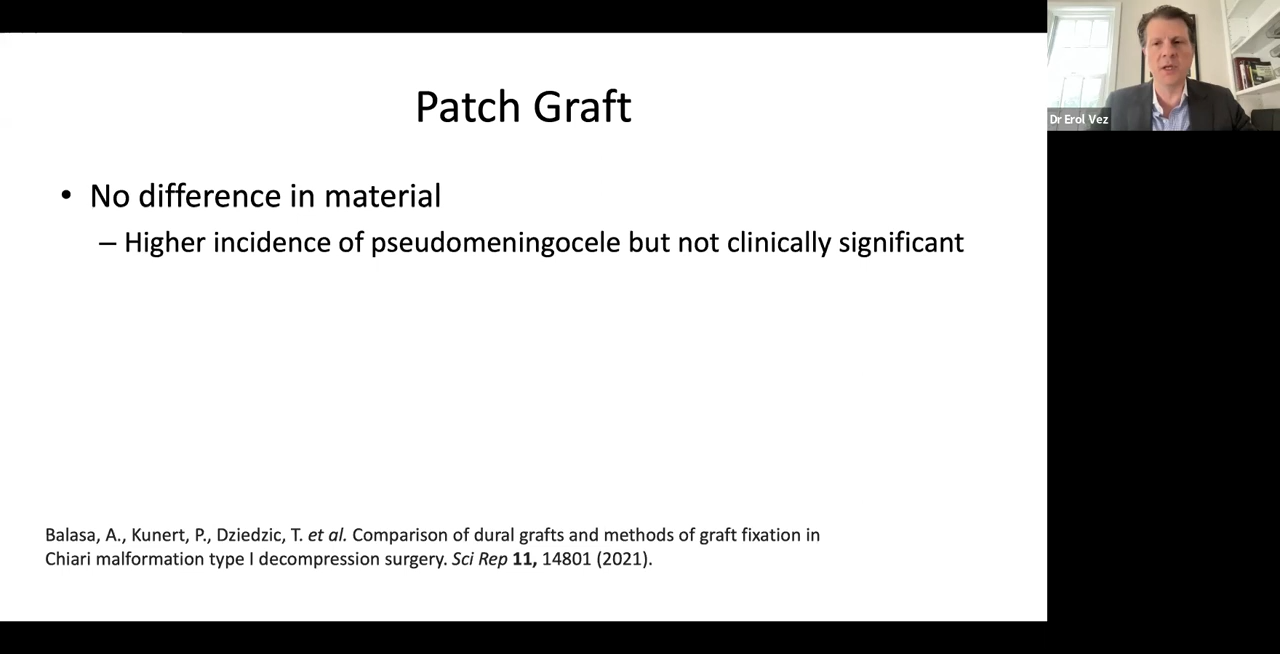 Patch Graft
• No difference in material
– Higher incidence of pseudomeningocele but not clinically significant
Balasa, A., Kunert, P., Dziedzic, T. et al. Comparison of dural grafts and methods of graft fixation in
Chiari malformation type I decompression surgery. Sci Rep 11, 14801 (2021).
Dr Erol Vez